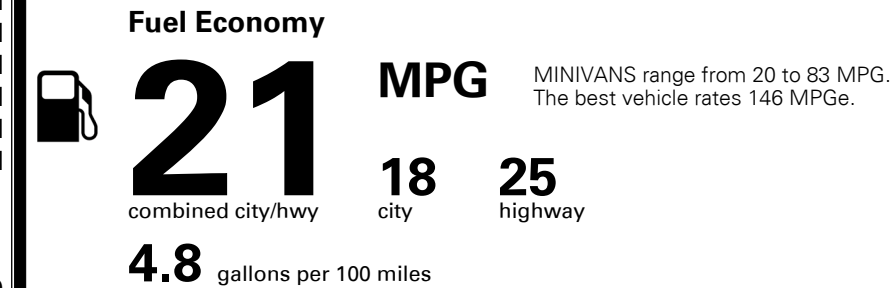 Fuel Economy
21 MPG
MINIVANS range from 20 to 83 MPG.
The best vehicle rates 146 MPGe.
18 25
combined city/hwy city highway
4.8 gallons per 100 miles